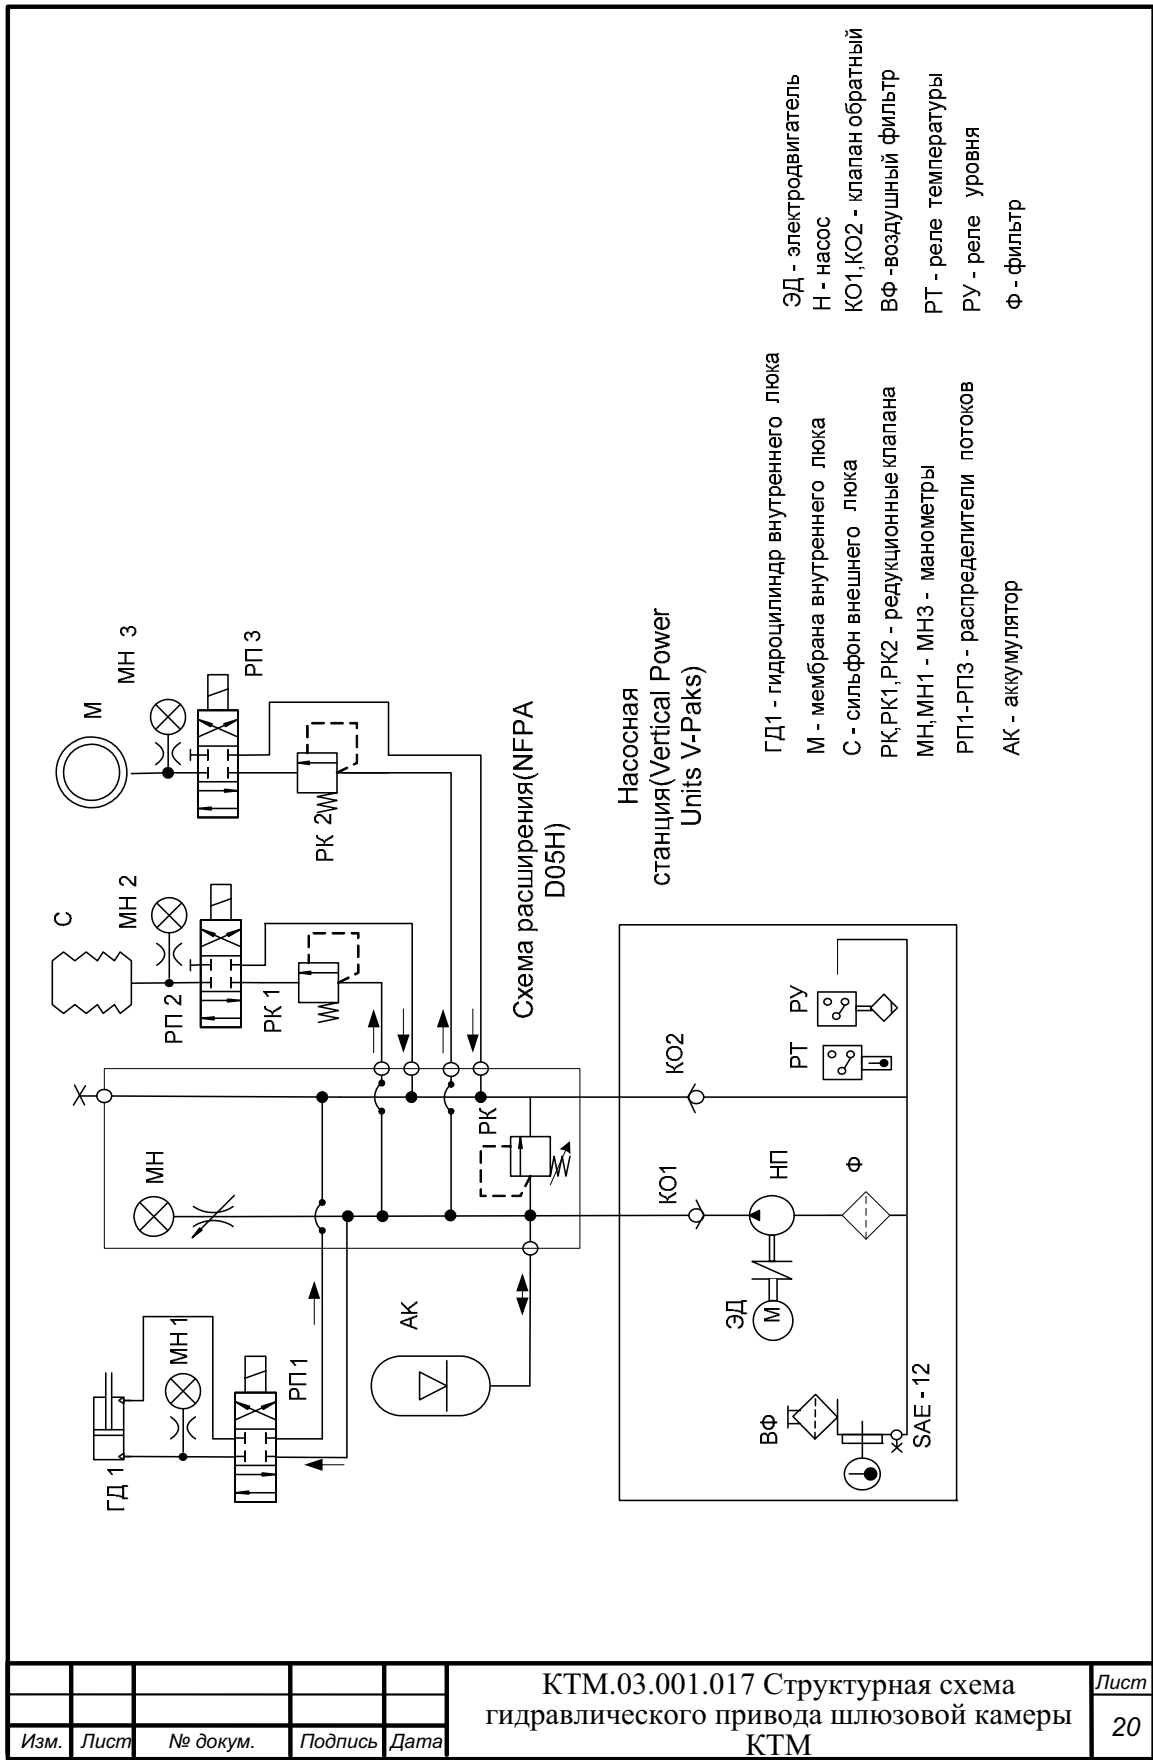 М
МН 3
РП 3
РК 2
С
МН 2
РП 2
РК 1
Схема расширения(NFPA
D05H)
МН
РК
ГД 1
МН 1
РП1
АК
Насосная
станция(Vertical Power
Units V-Paks)
КО1
КО2
НП
Ф
ЭД
М
РТ
РУ
ВФ
SAE - 12
ГД1 - гидроцилиндр внутреннего люка
М - мембрана внутреннего люка
С - сильфон внешнего люка
РК,РК1,РК2 - редукционные клапана
МН,МН1 - МН3 - манометры
РП1-РП3 - распределители потоков
АК - аккумулятор
ЭД - электродвигатель
Н - насос
КО1,КО2 - клапан обратный
ВФ -воздушный фильтр
РТ - реле температуры
РУ - реле уровня
Ф - фильтр
Изм. Лист № докум. Подпись Дата
КТМ.03.001.017 Структурная схема
гидравлического привода шлюзовой камеры
КТМ
Лист
20